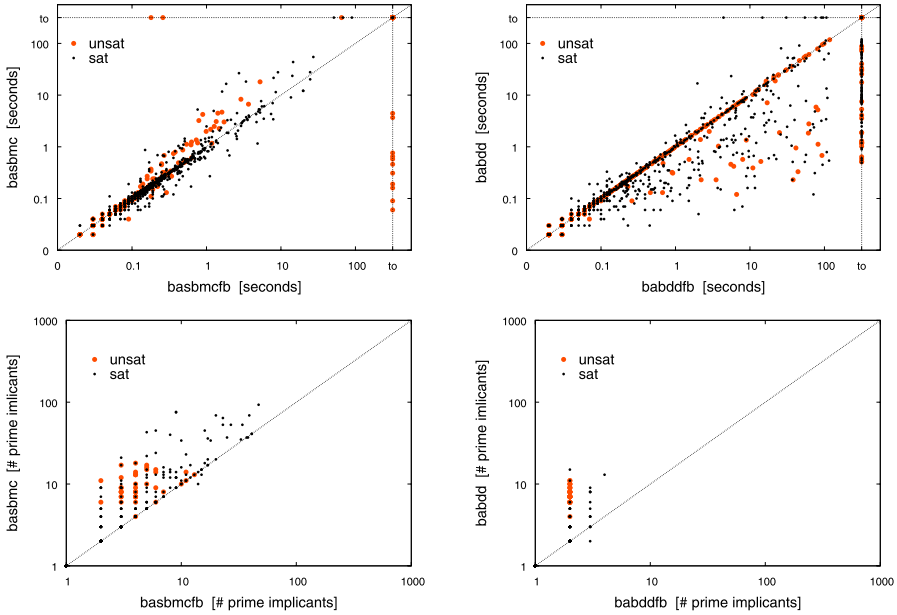 to
100
10
1
0.1
0
basbmc [seconds]
unsat
sat
0 0.1 1 10 100 to
basbmcfb [seconds]
to
100
10
1
0.1
0
babdd [seconds]
unsat
sat
0 0.1 1 10 100 to
babddfb [seconds]
1000
100
10
1
basbmc [# prime imlicants]
unsat
sat
1 10 100 1000
basbmcfb [# prime implicants]
1000
100
10
1
babdd [# prime imlicants]
unsat
sat
1 10 100 1000
babddfb [# prime implicants]